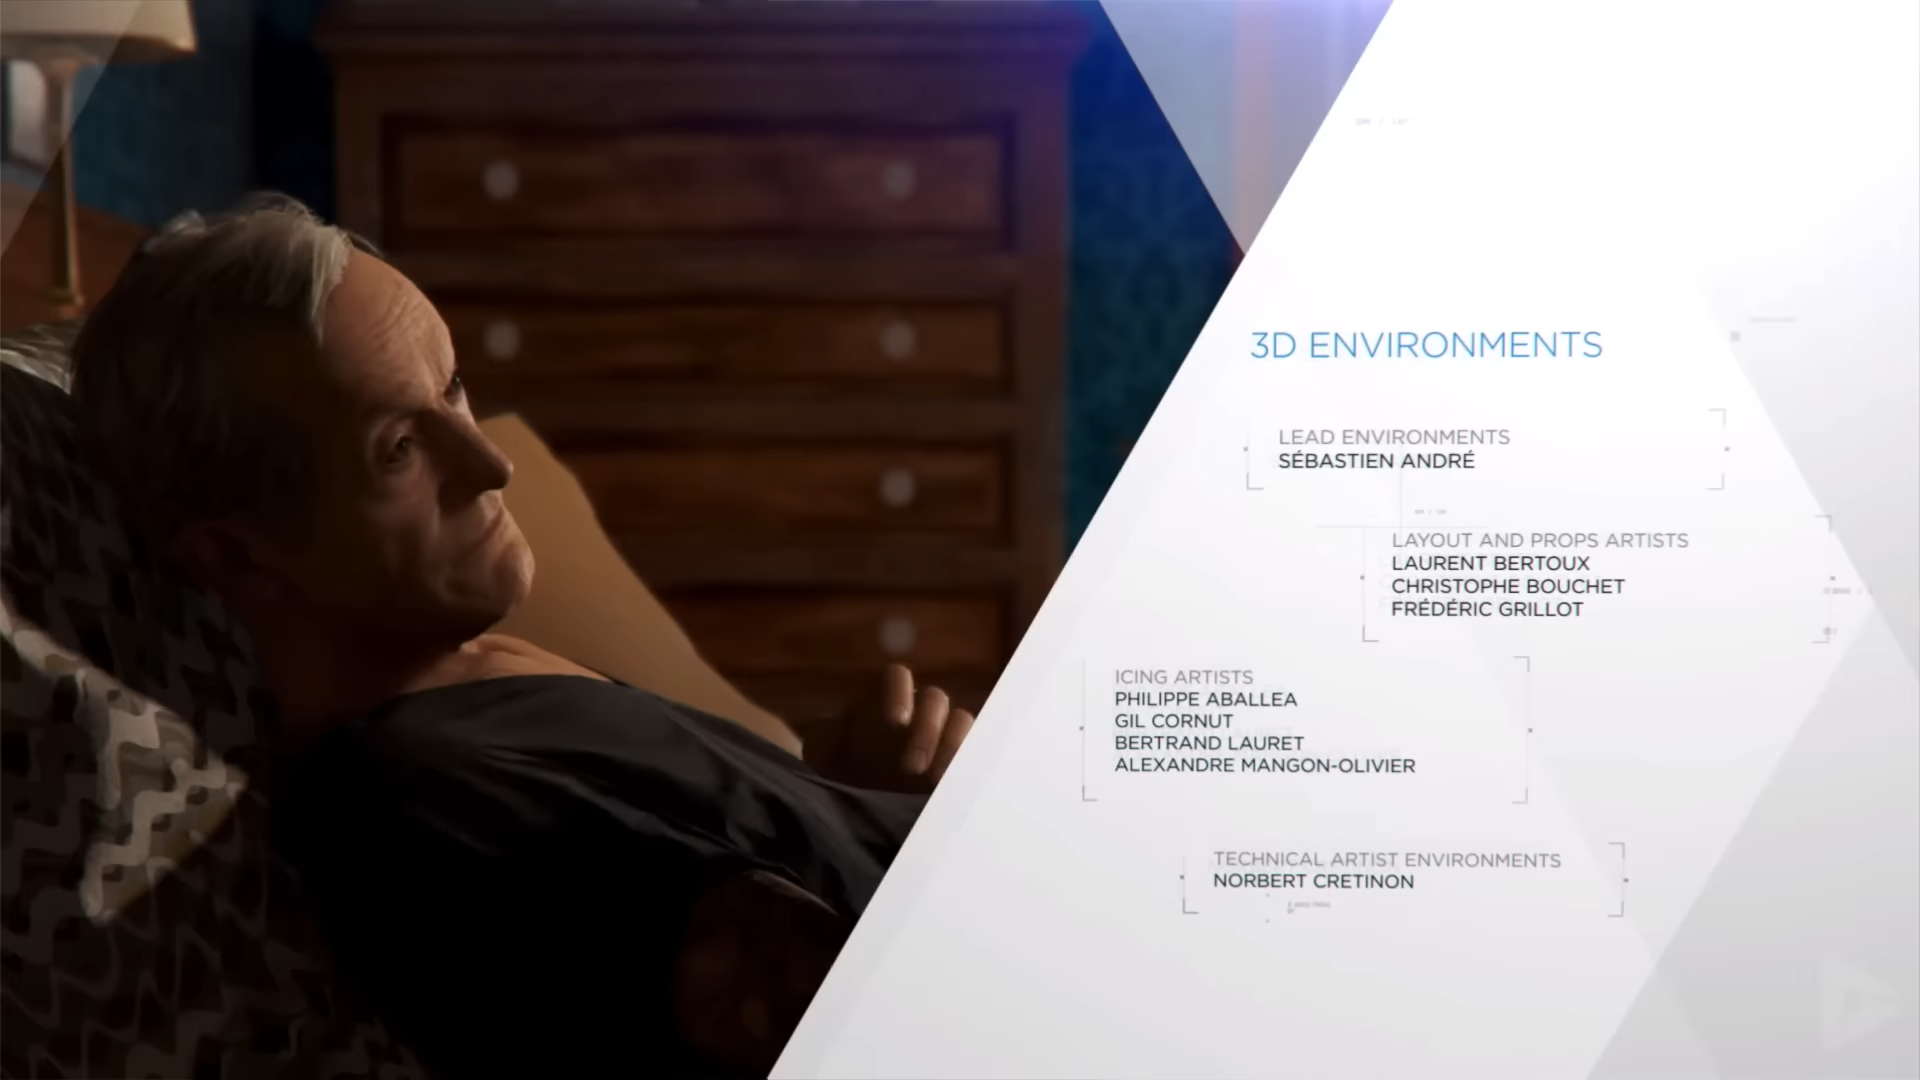 3D ENVIRONMENTS
LEAD ENVIRONMENTS
SÉBASTIEN ANDRÉ
LAYOUT AND PROPS ARTISTS
LAURENT BERTOUX
CHRISTOPHE BOUCHET
FRÉDÉRIC GRILLOT
ICING ARTISTS
PHILIPPE ABALLEA
GIL CORNUT
BERTRAND LAURET
ALEXANDRE MANGON-OLIVIER
TECHNICAL ARTIST ENVIRONMENTS
NORBERT CRETINON